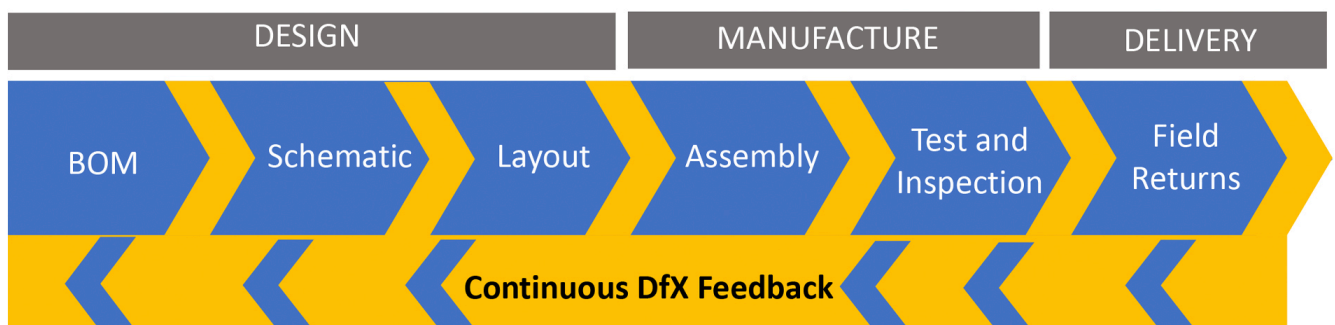 DESIGN
MANUFACTURE
DELIVERY
BOM
Schematic
Layout
Assembly
Test and
Inspection
Field
Returns
Continuous DfX Feedback